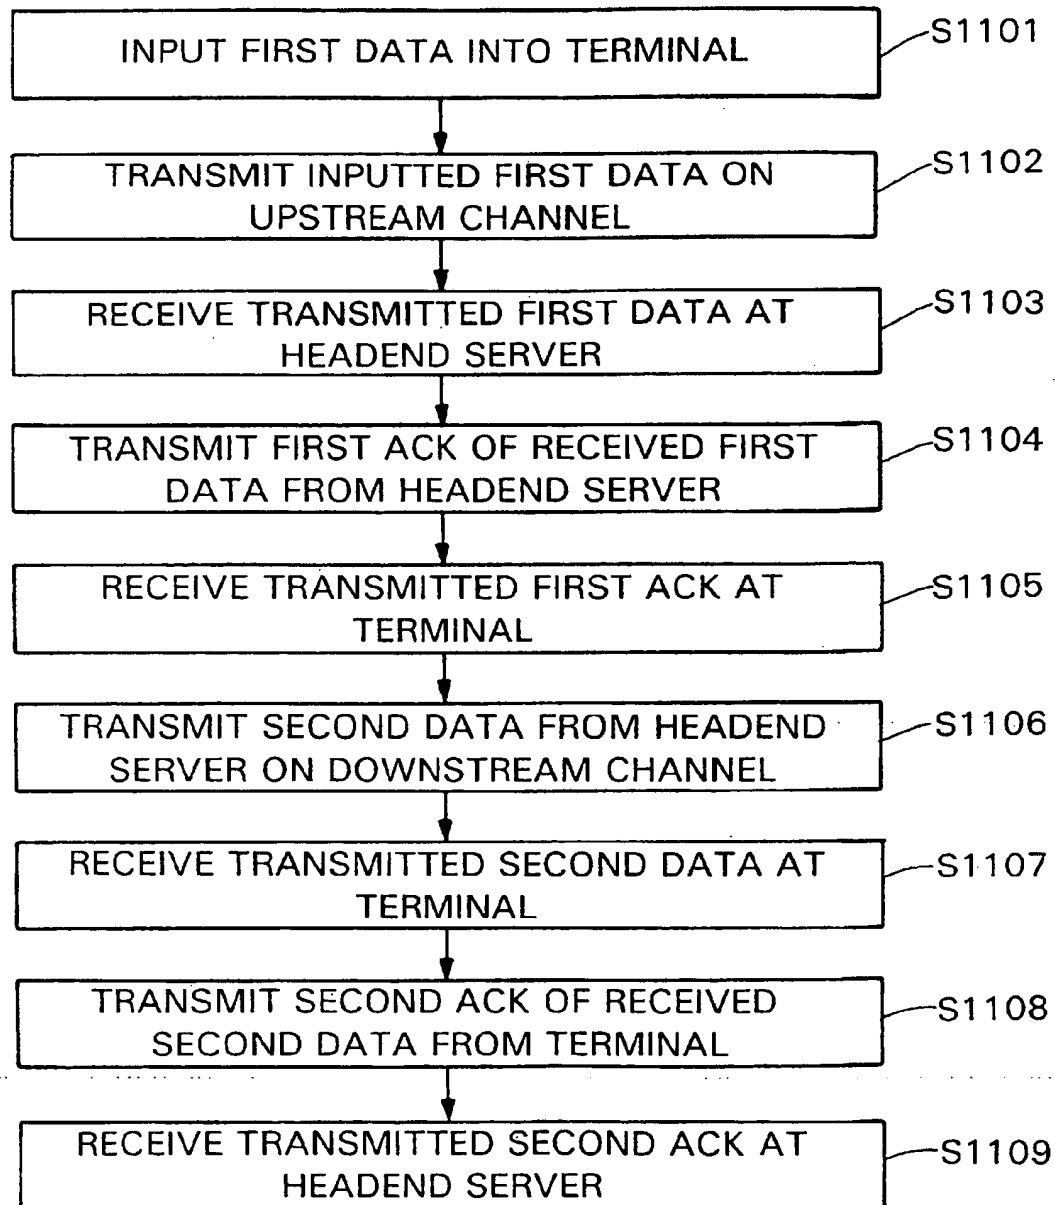 INPUT FIRST DATA INTO TERMINAL
S1101
TRANSMIT INPUTTED FIRST DATA ON
UPSTREAM CHANNEL
S1102
RECEIVE TRANSMITTED FIRST DATA AT
HEADEND SERVER
S1103
TRANSMIT FIRST ACK OF RECEIVED FIRST
DATA FROM HEADEND SERVER
S1104
RECEIVE TRANSMITTED FIRST ACK AT
TERMINAL
S1105
TRANSMIT SECOND DATA FROM HEADEND
SERVER ON DOWNSTREAM CHANNEL
S1106
RECEIVE TRANSMITTED SECOND DATA AT
TERMINAL
S1107
TRANSMIT SECOND ACK OF RECEIVED
SECOND DATA FROM TERMINAL
S1108
RECEIVE TRANSMITTED SECOND ACK AT
HEADEND SERVER
S1109